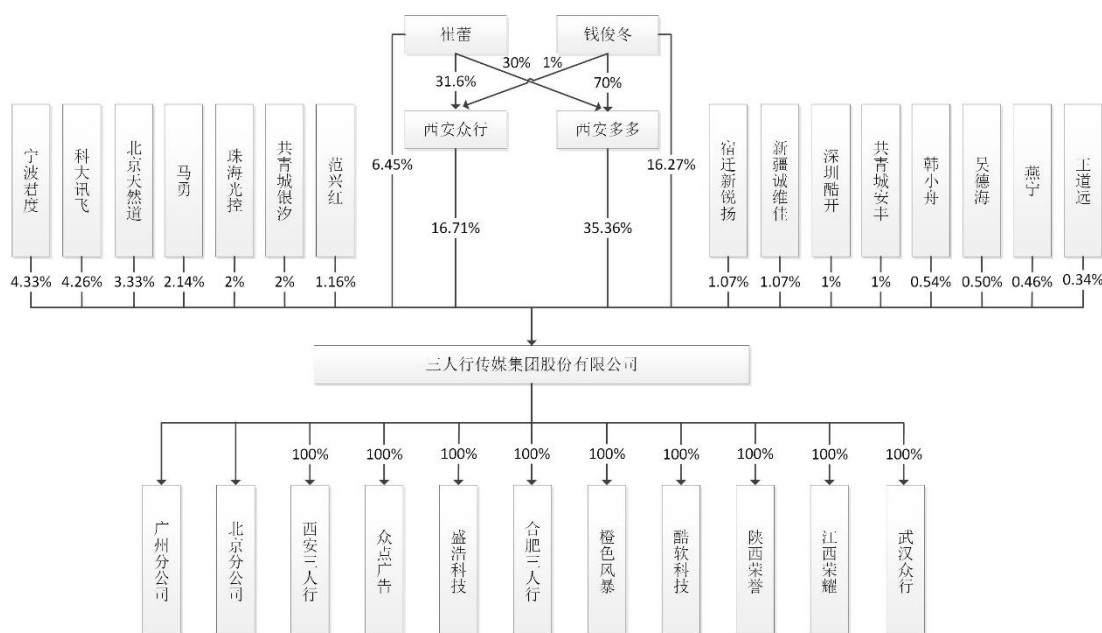 崔蕾
钱俊冬
30%
1%
31.6%
70%
西安众行
西安多多
6.45%
16.27%
16.71%
35.36%
宁波君度
科大讯飞
北京天然道
马勇
珠海光控
共青城银汐
范兴红
宿迁新锐扬
新疆诚维佳
深圳酷开
共青城安丰
韩小舟
吴德海
燕宁
王道远
4.33%
4.26%
3.33%
2.14%
2%
2%
1.16%
1.07%
1.07%
1%
1%
0.54%
0.50%
0.46%
0.34%
三人行传媒集团股份有限公司
100%
100%
100%
100%
100%
100%
100%
100%
100%
广州分公司
北京分公司
西安三人行
众点广告
盛浩科技
合肥三人行
橙色风暴
酷软科技
陕西荣誉
江西荣耀
武汉众行